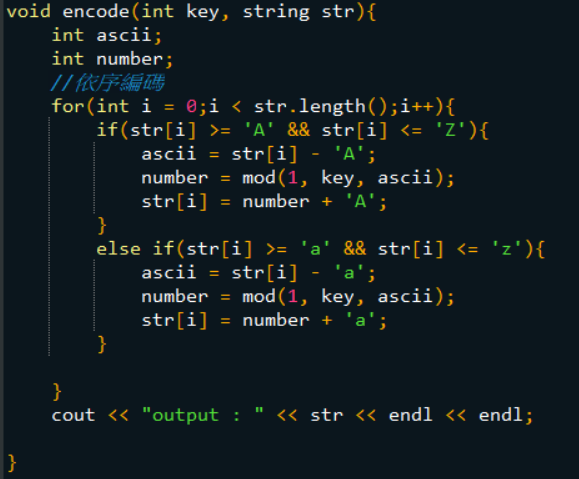 void encode(int key, string str){
    int ascii;
    int number;
    //依序編碼
    for(int i = 0;i < str.length();i++){
        if(str[i] >= 'A' && str[i] <= 'Z'){
            ascii = str[i] - 'A';
            number = mod(1, key, ascii);
            str[i] = number + 'A';
        }
        else if(str[i] >= 'a' && str[i] <= 'z'){
            ascii = str[i] - 'a';
            number = mod(1, key, ascii);
            str[i] = number + 'a';
        }
    }
    cout << "output : " << str << endl << endl;
}